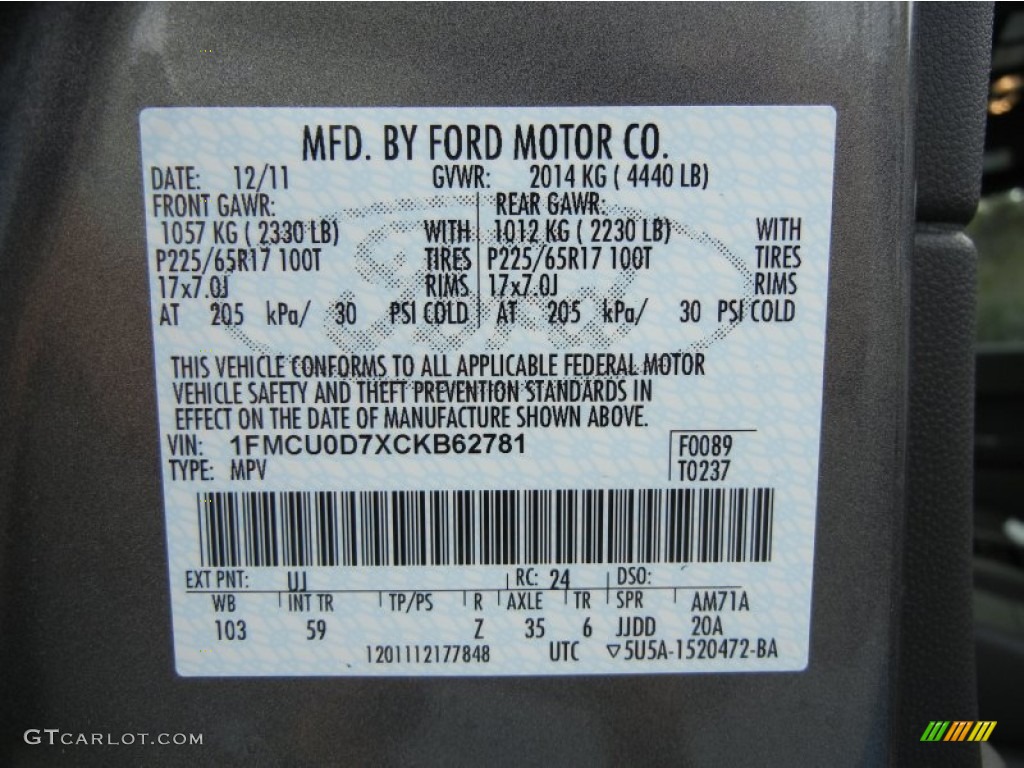 MFD. BY FORD MOTOR CO.
DATE: 12/11 GVWR: 2014 KG ( 4440 LB)
FRONT GAWR: REAR GAWR:
1057 KG ( 2330 LB) WITH 1012 KG ( 2230 LB) WITH
P225/65R17 100T TIRES P225/65R17 100T TIRES
17x7.0J RIMS 17x7.0J RIMS
AT 205 kPa/ 30 PSI COLD AT 205 kPa/ 30 PSI COLD
THIS VEHICLE CONFORMS TO ALL APPLICABLE FEDERAL MOTOR
VEHICLE SAFETY AND THEFT PREVENTION STANDARDS IN
EFFECT ON THE DATE OF MANUFACTURE SHOWN ABOVE.
VIN: 1FMCU0D7XCKB62781 F0089
TYPE: MPV T0237
EXT PNT: UJ RC: 24 DSO:
WB INT TR TP/PS R AXLE TR SPR AM71A
103 59 Z 35 6 JJDD 20A
1201112177848 UTC ▽5U5A-1520472-BA
GTCARLOT.COM